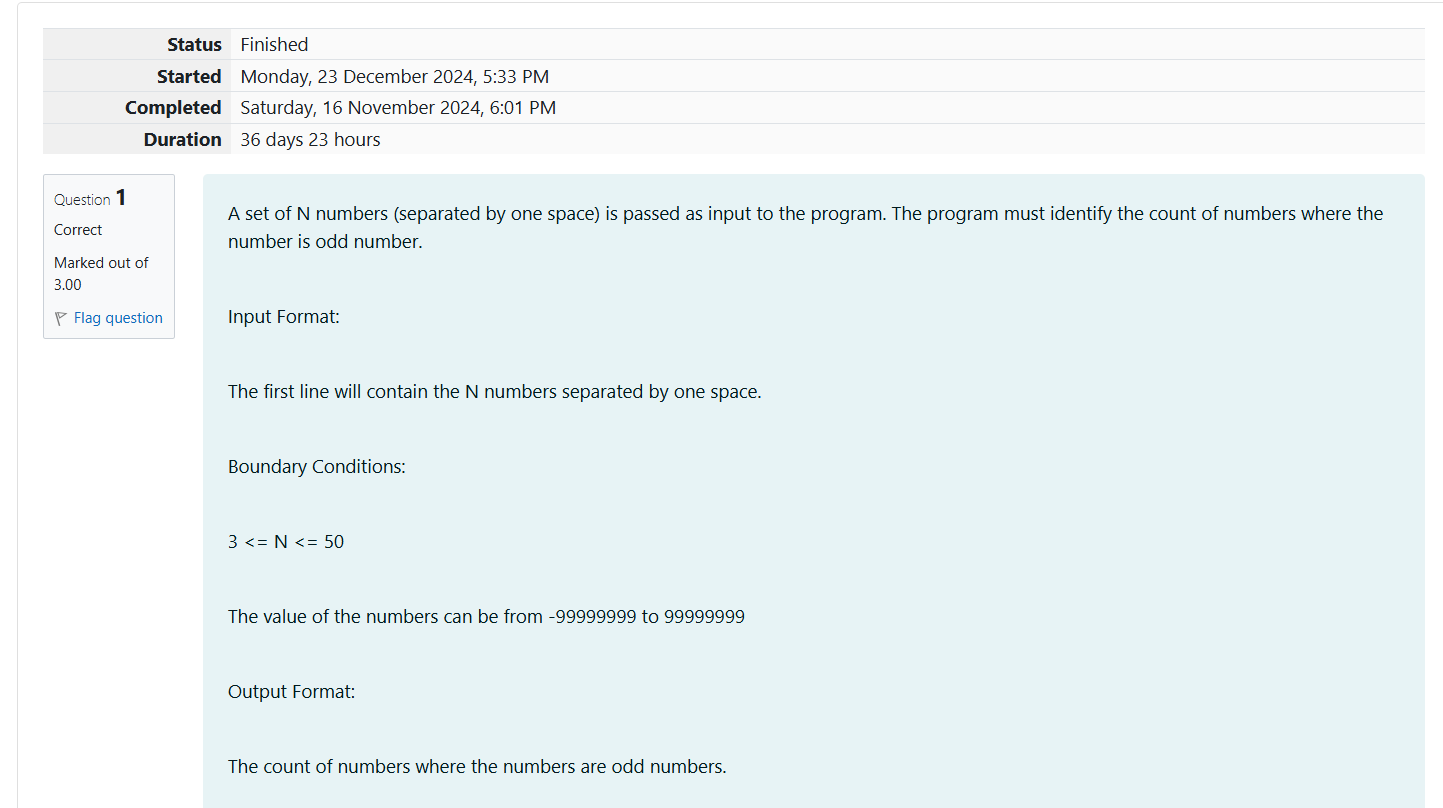 Status Finished
Started Monday, 23 December 2024, 5:33 PM
Completed Saturday, 16 November 2024, 6:01 PM
Duration 36 days 23 hours
Question 1
Correct
Marked out of
3.00
Flag question
A set of N numbers (separated by one space) is passed as input to the program. The program must identify the count of numbers where the
number is odd number.
Input Format:
The first line will contain the N numbers separated by one space.
Boundary Conditions:
3 <= N <= 50
The value of the numbers can be from -99999999 to 99999999
Output Format:
The count of numbers where the numbers are odd numbers.